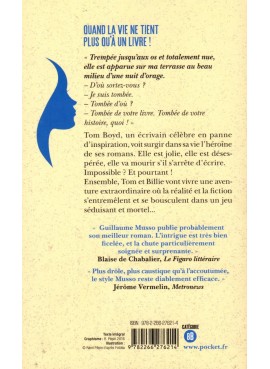 QUAND LA VIE NE TIENT
PLUS QU'À UN LIVRE !
« Trempée jusqu'aux os et totalement nue,
elle est apparue sur ma terrasse au beau
milieu d'une nuit d'orage.
– D'où sortez-vous ?
– Je suis tombée.
– Tombée d'où ?
– Tombée de votre livre. Tombée de votre
histoire, quoi ! »
Tom Boyd, un écrivain célèbre en panne
d'inspiration, voit surgir dans sa vie l'héroïne
de ses romans. Elle est jolie, elle est déses-
pérée, elle va mourir s'il s'arrête d'écrire.
Impossible ? Et pourtant !
Ensemble, Tom et Billie vont vivre une aventure
extraordinaire où la réalité et la fiction
s'entremêlent et se bousculent dans un jeu
séduisant et mortel...
« Guillaume Musso publie probablement
son meilleur roman. L'intrigue est très bien
ficelée, et la chute particulièrement
soignée et surprenante. »
Blaise de Chabalier, Le Figaro littéraire
« Plus drôle, plus caustique qu'à l'accoutumée,
le style Musso reste diablement efficace. »
Jérôme Vermelin, Metronews
Texte intégral
ISBN : 978-2-266-27621-4
9 782266 276214
CATÉGORIE
www.pocket.fr